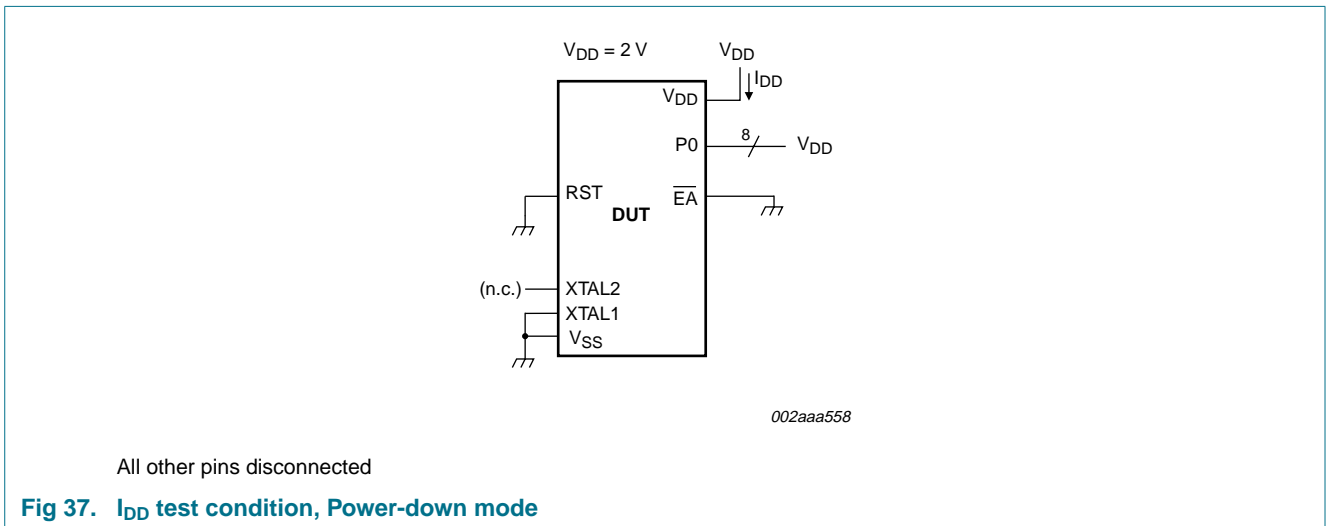 VDD = 2 V
VDD
IDD
VDD
P0
8
VDD
RST
EA
DUT
(n.c.)
XTAL2
XTAL1
VSS
002aaa558
All other pins disconnected
Fig 37. IDD test condition, Power-down mode